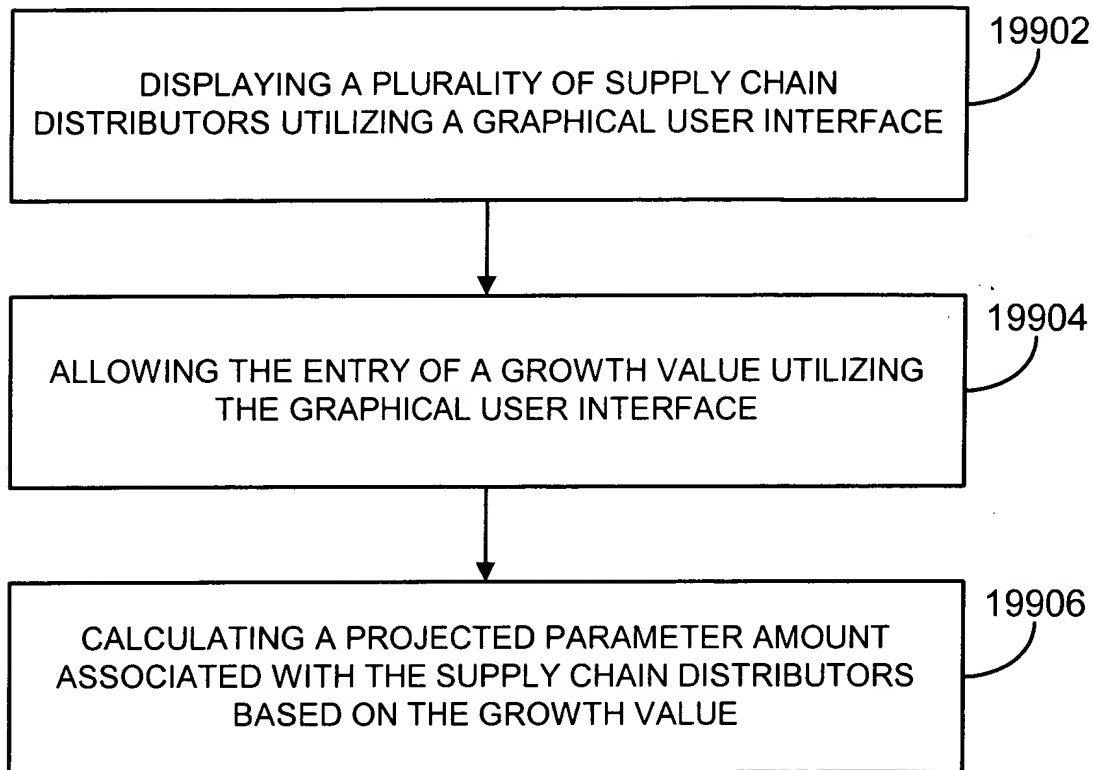 19902
DISPLAYING A PLURALITY OF SUPPLY CHAIN
DISTRIBUTORS UTILIZING A GRAPHICAL USER INTERFACE
19904
ALLOWING THE ENTRY OF A GROWTH VALUE UTILIZING
THE GRAPHICAL USER INTERFACE
19906
CALCULATING A PROJECTED PARAMETER AMOUNT
ASSOCIATED WITH THE SUPPLY CHAIN DISTRIBUTORS
BASED ON THE GROWTH VALUE